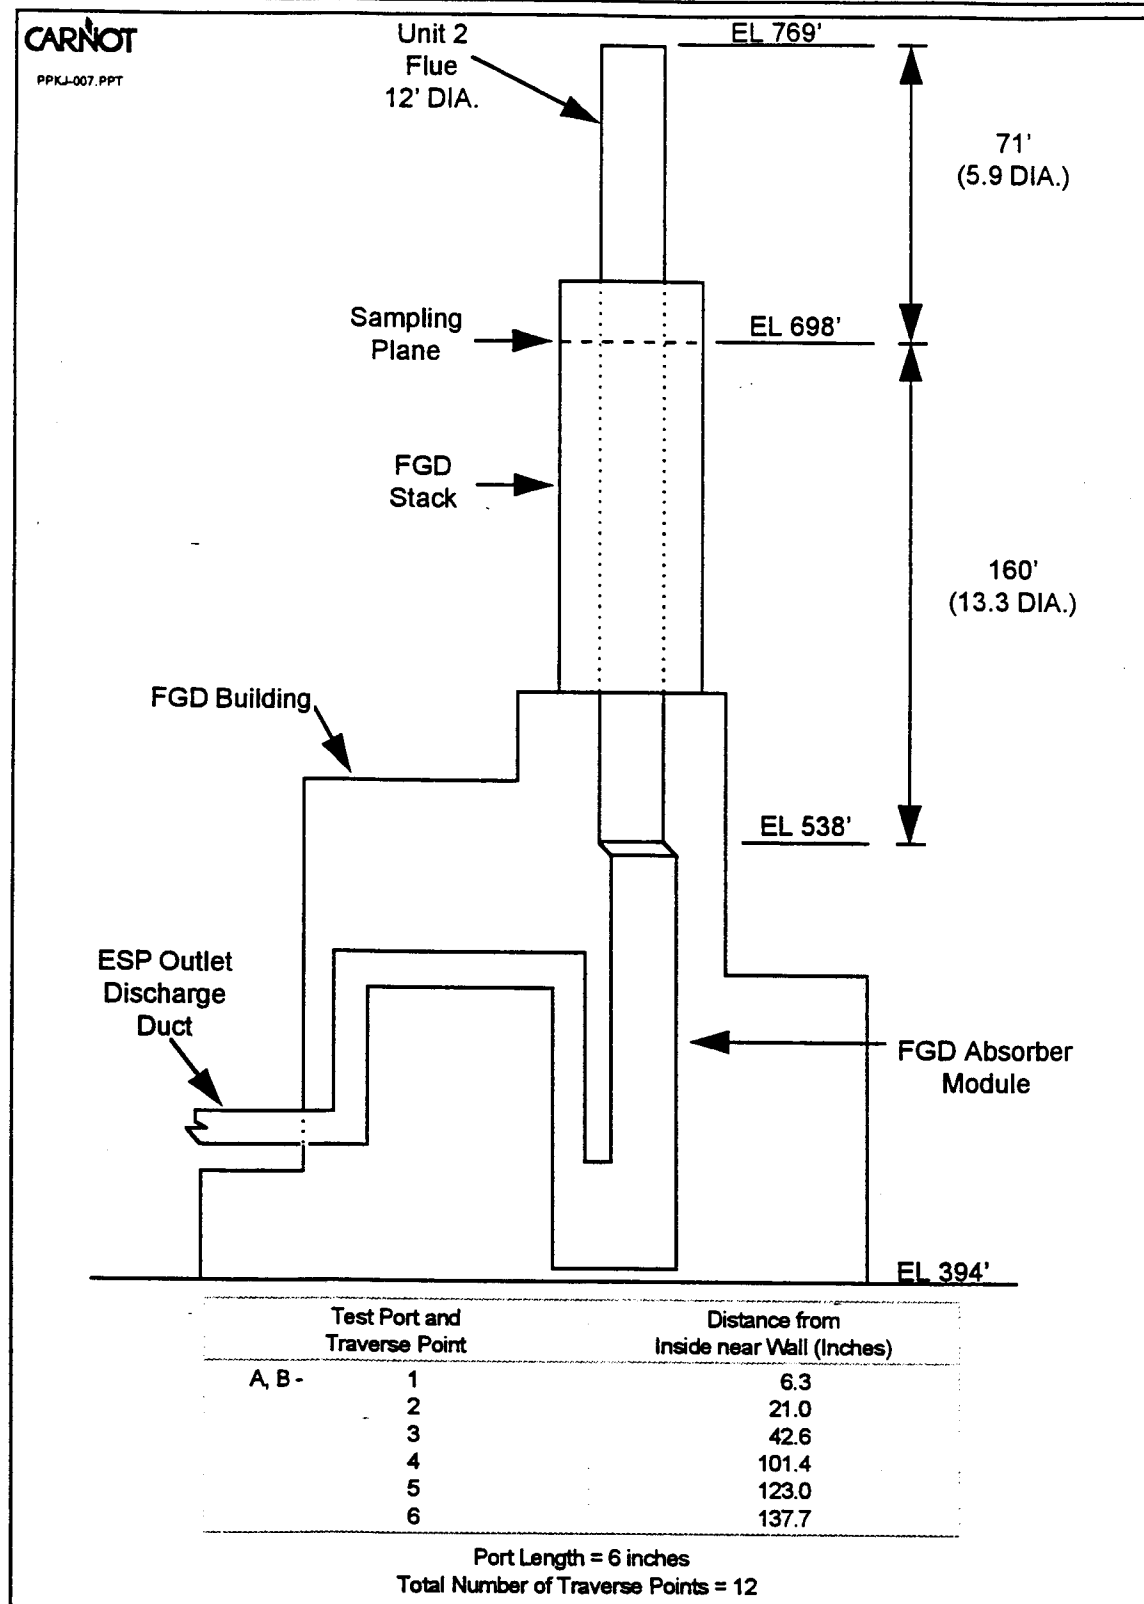 CARNOT
PPKJ-007.PPT
Unit 2
Flue
12' DIA.
EL 769'
71'
(5.9 DIA.)
Sampling
Plane
EL 698'
FGD
Stack
160'
(13.3 DIA.)
FGD Building
EL 538'
ESP Outlet
Discharge
Duct
FGD Absorber
Module
EL 394'
Test Port and
Traverse Point
Distance from
Inside near Wall (Inches)
A, B - 1 6.3
2 21.0
3 42.6
4 101.4
5 123.0
6 137.7
Port Length = 6 inches
Total Number of Traverse Points = 12